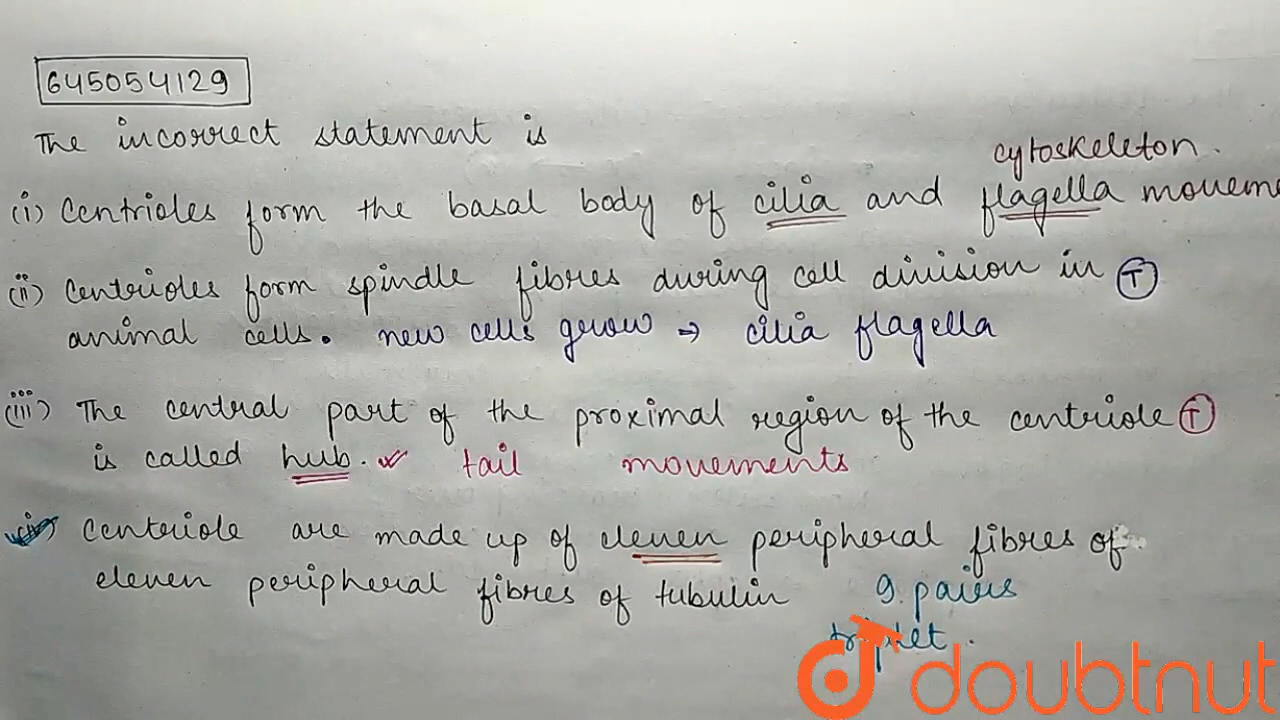 645054129
The incorrect statement is
cytoskeleton.
(i) Centrioles form the basal body of cilia and flagella moveme
(ii) Centrioles form spindle fibres during cell division in T
animal cells. new cells grow → cilia flagella
(iii) The central part of the proximal region of the centriole T
is called hub. tail movements
(iv) Centriole are made up of eleven peripheral fibres of
eleven peripheral fibres of tubulin 9 pairs
triplet.
doubtnut